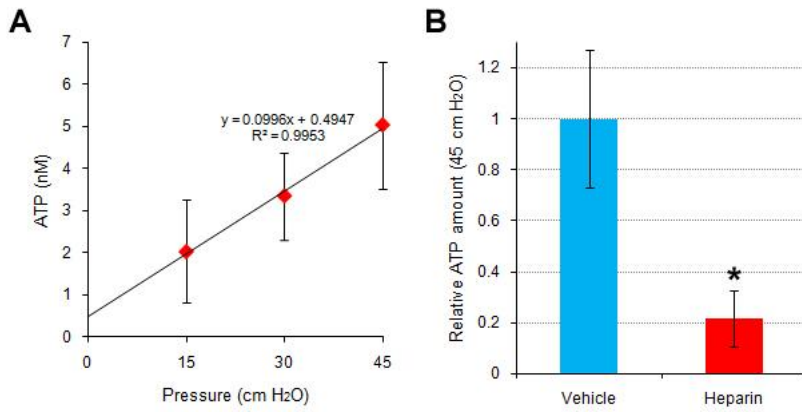 A
7
6
5
4
3
2
1
0
ATP (nM)
y = 0.0996x + 0.4947
R² = 0.9953
0 15 30 45
Pressure (cm H₂O)
B
1.2
1
0.8
0.6
0.4
0.2
0
Relative ATP amount (45 cm H₂O)
*
Vehicle Heparin